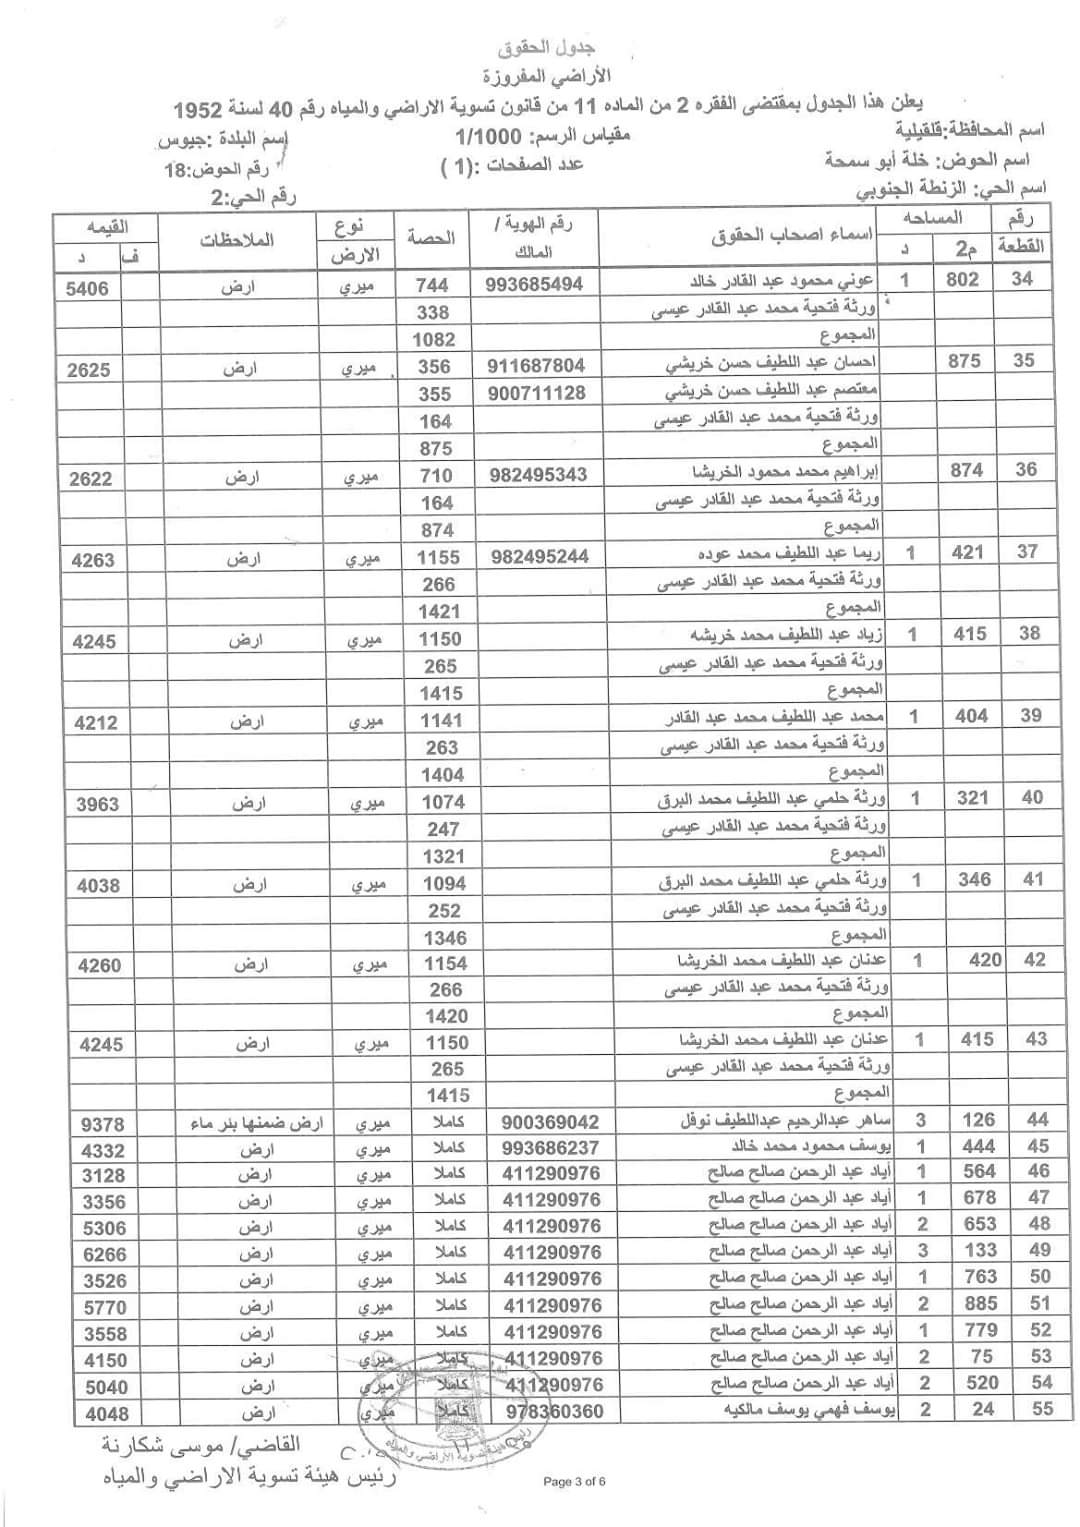 جدول الحقوق
الأراضي المفروزة
يعلن هذا الجدول بمقتضى الفقره 2 من الماده 11 من قانون تسوية الاراضي والمياه رقم 40 لسنة 1952
اسم المحافظة:قلقيلية مقياس الرسم: 1/1000 إسم البلدة :جيوس
اسم الحوض: خلة أبو سمحة عدد الصفحات :(1 ) رقم الحوض:18
اسم الحي: الزنطة الجنوبي رقم الحي:2
رقم القطعة المساحه م2 د اسماء اصحاب الحقوق رقم الهوية / المالك الحصة نوع الارض الملاحظات القيمه ف د
34 802 1 عوني محمود عبد القادر خالد 993685494 744 ميري ارض 5406
ورثة فتحية محمد عبد القادر عيسى 338
المجموع 1082
35 875 احسان عبد اللطيف حسن خريشي 911687804 356 ميري ارض 2625
معتصم عبد اللطيف حسن خريشي 900711128 355
ورثة فتحية محمد عبد القادر عيسى 164
المجموع 875
36 874 إبراهيم محمد محمود الخريشا 982495343 710 ميري ارض 2622
ورثة فتحية محمد عبد القادر عيسى 164
المجموع 874
37 421 1 ريما عبد اللطيف محمد عوده 982495244 1155 ميري ارض 4263
ورثة فتحية محمد عبد القادر عيسى 266
المجموع 1421
38 415 1 زياد عبد اللطيف محمد خريشه 1150 ميري ارض 4245
ورثة فتحية محمد عبد القادر عيسى 265
المجموع 1415
39 404 1 محمد عبد اللطيف محمد عبد القادر 1141 ميري ارض 4212
ورثة فتحية محمد عبد القادر عيسى 263
المجموع 1404
40 321 1 ورثة حلمي عبد اللطيف محمد البرق 1074 ميري ارض 3963
ورثة فتحية محمد عبد القادر عيسى 247
المجموع 1321
41 346 1 ورثة حلمي عبد اللطيف محمد البرق 1094 ميري ارض 4038
ورثة فتحية محمد عبد القادر عيسى 252
المجموع 1346
42 420 1 عدنان عبد اللطيف محمد الخريشا 1154 ميري ارض 4260
ورثة فتحية محمد عبد القادر عيسى 266
المجموع 1420
43 415 1 عدنان عبد اللطيف محمد الخريشا 1150 ميري ارض 4245
ورثة فتحية محمد عبد القادر عيسى 265
المجموع 1415
44 126 3 ساهر عبدالرحيم عبداللطيف نوفل 900369042 كاملا ميري ارض ضمنها بئر ماء 9378
45 444 1 يوسف محمود محمد خالد 993686237 كاملا ميري ارض 4332
46 564 1 أياد عبد الرحمن صالح صالح 411290976 كاملا ميري ارض 3128
47 678 1 أياد عبد الرحمن صالح صالح 411290976 كاملا ميري ارض 3356
48 653 2 أياد عبد الرحمن صالح صالح 411290976 كاملا ميري ارض 5306
49 133 3 أياد عبد الرحمن صالح صالح 411290976 كاملا ميري ارض 6266
50 763 1 أياد عبد الرحمن صالح صالح 411290976 كاملا ميري ارض 3526
51 885 2 أياد عبد الرحمن صالح صالح 411290976 كاملا ميري ارض 5770
52 779 1 أياد عبد الرحمن صالح صالح 411290976 كاملا ميري ارض 3558
53 75 2 أياد عبد الرحمن صالح صالح 411290976 كاملا ميري ارض 4150
54 520 2 أياد عبد الرحمن صالح صالح 411290976 كاملا ميري ارض 5040
55 24 2 يوسف فهمي يوسف مالكيه 978360360 كاملا ميري ارض 4048
القاضي/ موسى شكارنة
رئيس هيئة تسوية الاراضي والمياه
رئيس هيئة تسوية الاراضي والمياه
Page 3 of 6